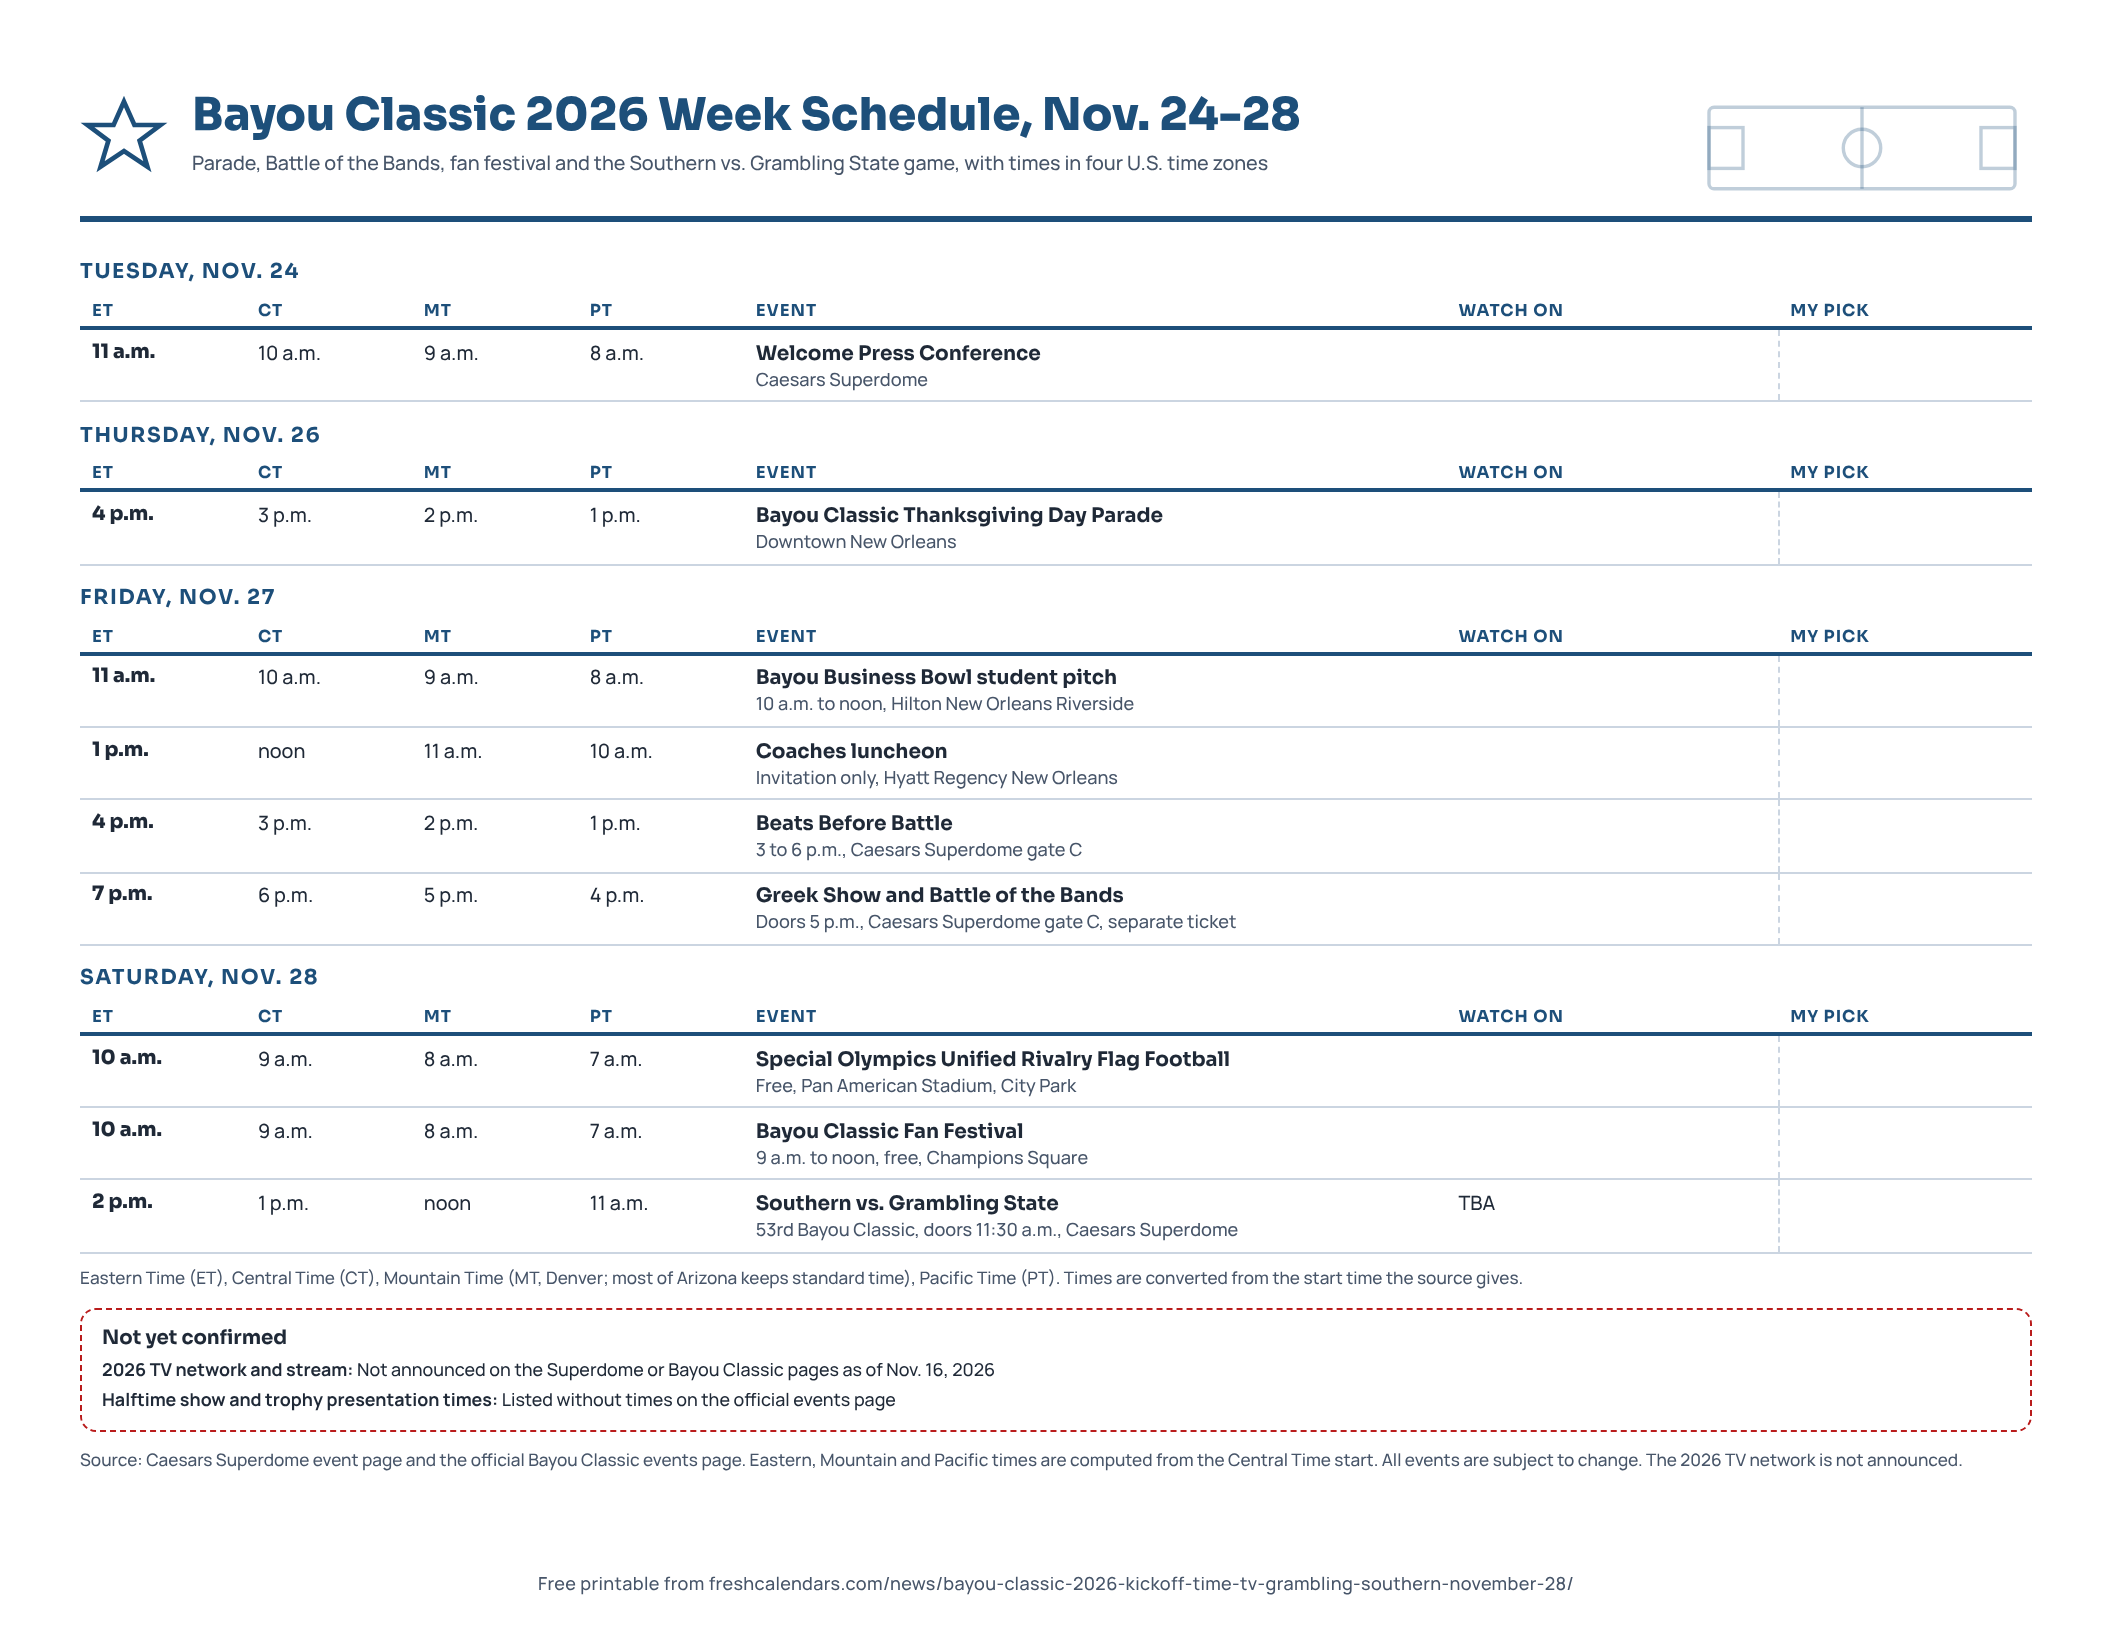 Bayou Classic 2026 Week Schedule, Nov. 24–28
Parade, Battle of the Bands, fan festival and the Southern vs. Grambling State game, with times in four U.S. time zones
TUESDAY, NOV. 24
ET CT MT PT EVENT WATCH ON MY PICK
11 a.m. 10 a.m. 9 a.m. 8 a.m. Welcome Press Conference
Caesars Superdome
THURSDAY, NOV. 26
ET CT MT PT EVENT WATCH ON MY PICK
4 p.m. 3 p.m. 2 p.m. 1 p.m. Bayou Classic Thanksgiving Day Parade
Downtown New Orleans
FRIDAY, NOV. 27
ET CT MT PT EVENT WATCH ON MY PICK
11 a.m. 10 a.m. 9 a.m. 8 a.m. Bayou Business Bowl student pitch
10 a.m. to noon, Hilton New Orleans Riverside
1 p.m. noon 11 a.m. 10 a.m. Coaches luncheon
Invitation only, Hyatt Regency New Orleans
4 p.m. 3 p.m. 2 p.m. 1 p.m. Beats Before Battle
3 to 6 p.m., Caesars Superdome gate C
7 p.m. 6 p.m. 5 p.m. 4 p.m. Greek Show and Battle of the Bands
Doors 5 p.m., Caesars Superdome gate C, separate ticket
SATURDAY, NOV. 28
ET CT MT PT EVENT WATCH ON MY PICK
10 a.m. 9 a.m. 8 a.m. 7 a.m. Special Olympics Unified Rivalry Flag Football
Free, Pan American Stadium, City Park
10 a.m. 9 a.m. 8 a.m. 7 a.m. Bayou Classic Fan Festival
9 a.m. to noon, free, Champions Square
2 p.m. 1 p.m. noon 11 a.m. Southern vs. Grambling State TBA
53rd Bayou Classic, doors 11:30 a.m., Caesars Superdome
Eastern Time (ET), Central Time (CT), Mountain Time (MT, Denver; most of Arizona keeps standard time), Pacific Time (PT). Times are converted from the start time the source gives.
Not yet confirmed
2026 TV network and stream: Not announced on the Superdome or Bayou Classic pages as of Nov. 16, 2026
Halftime show and trophy presentation times: Listed without times on the official events page
Source: Caesars Superdome event page and the official Bayou Classic events page. Eastern, Mountain and Pacific times are computed from the Central Time start. All events are subject to change. The 2026 TV network is not announced.
Free printable from freshcalendars.com/news/bayou-classic-2026-kickoff-time-tv-grambling-southern-november-28/